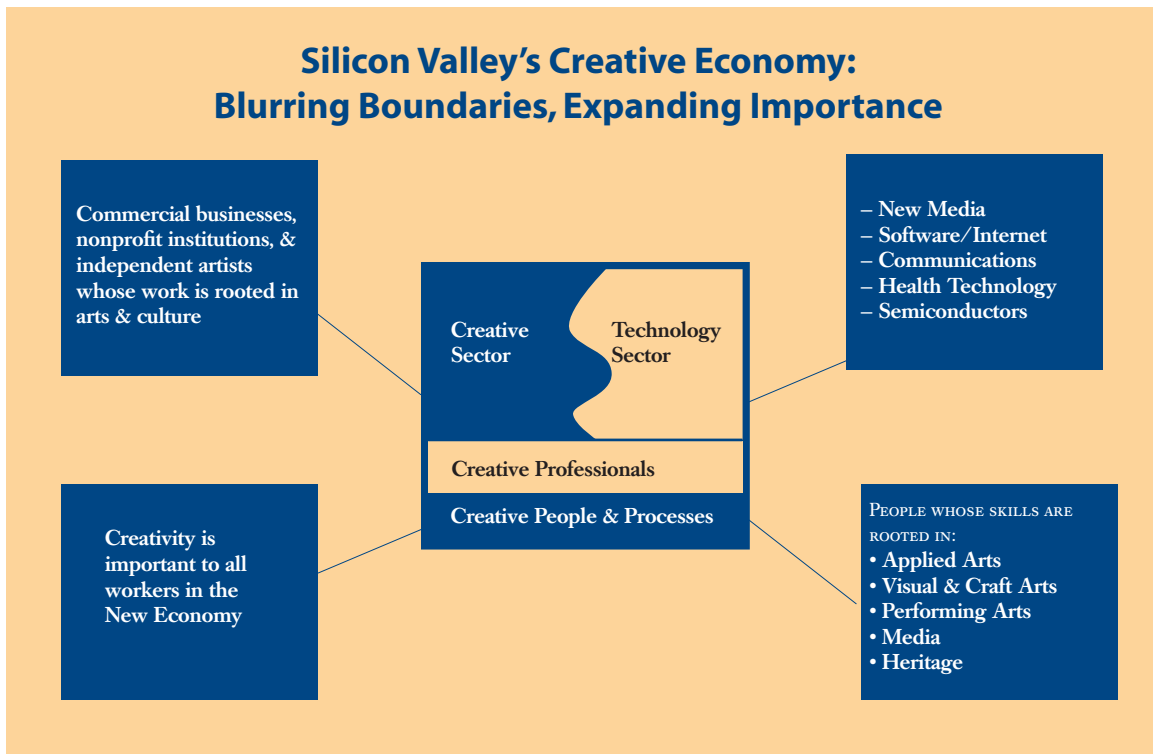 Silicon Valley’s Creative Economy:
Blurring Boundaries, Expanding Importance
Commercial businesses,
nonprofit institutions, &
independent artists
whose work is rooted in
arts & culture
– New Media
– Software/Internet
– Communications
– Health Technology
– Semiconductors
Creative
Sector
Technology
Sector
Creative Professionals
Creative People & Processes
Creativity is
important to all
workers in the
New Economy
PEOPLE WHOSE SKILLS ARE
ROOTED IN:
• Applied Arts
• Visual & Craft Arts
• Performing Arts
• Media
• Heritage